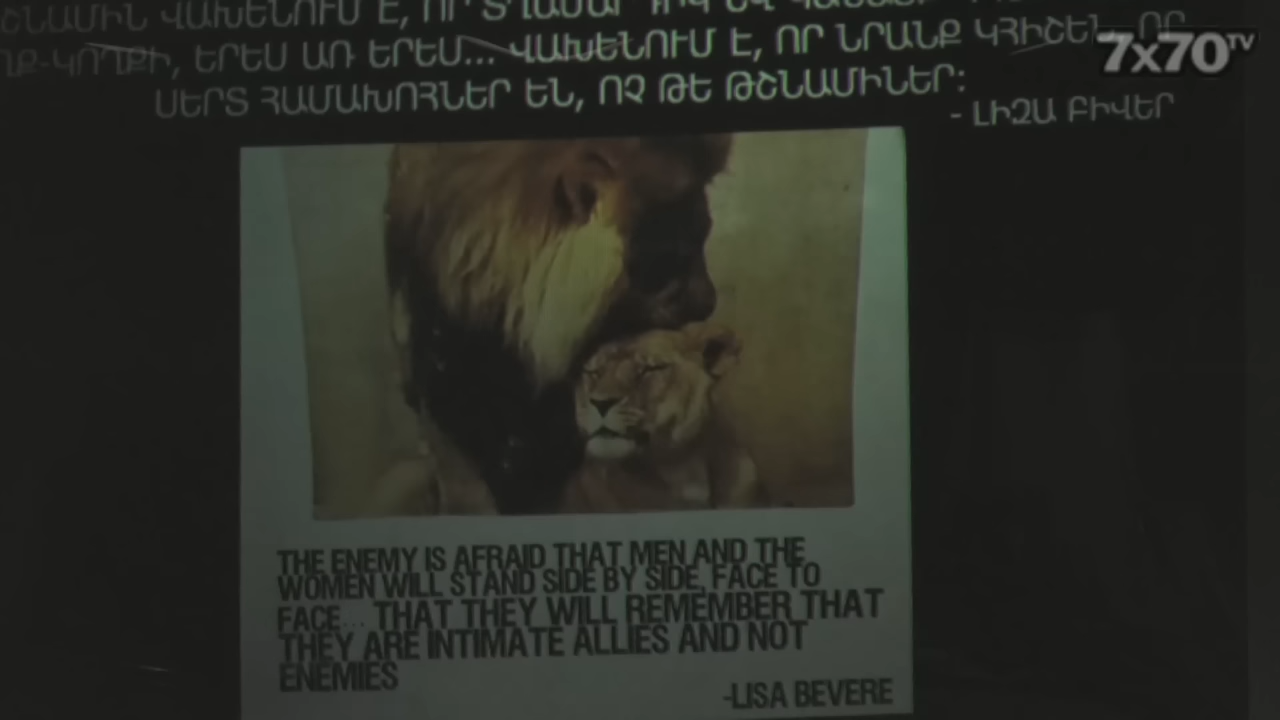 ՎԱԽԵՆՈՒՄ Է, ՈՐ
ՔԻ, ԵՐԵՍ ԱՌ ԵՐԵՍ... ՎԱԽԵՆՈՒՄ Է, ՈՐ ՆՐԱՆՔ ԿՀԻՇԵՆ, ՈՐ
ՍԵՐՏ ՀԱՄԱԽՈՀՆԵՐ ԵՆ, ՈՉ ԹԵ ԹՇՆԱՄԻՆԵՐ:
- ԼԻԶԱ ԲԻՎԵՐ
7x70TV
THE ENEMY IS AFRAID THAT MEN AND THE
WOMEN WILL STAND SIDE BY SIDE, FACE TO
FACE... THAT THEY WILL REMEMBER THAT
THEY ARE INTIMATE ALLIES AND NOT
ENEMIES
-LISA BEVERE